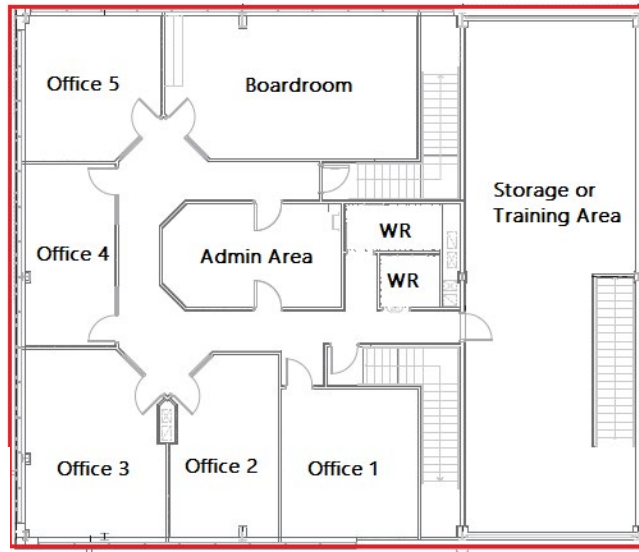 Office 5
Boardroom
Storage or
Training Area
WR
Office 4
Admin Area
WR
Office 3
Office 2
Office 1